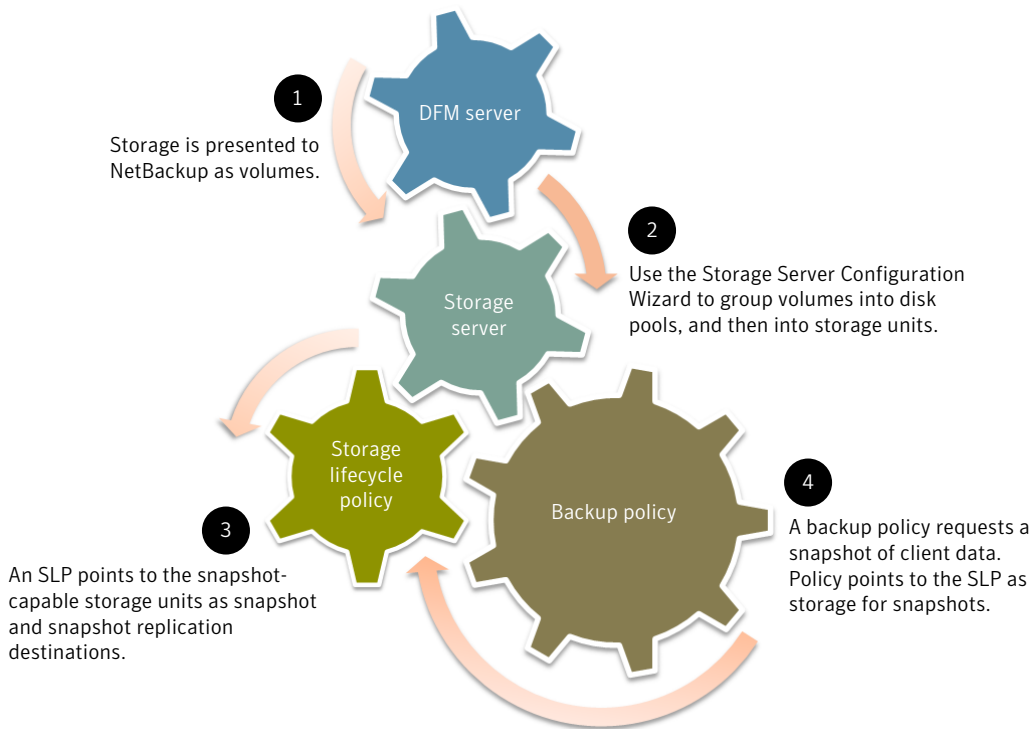 DFM server
1
Storage is presented to
NetBackup as volumes.
2
Use the Storage Server Configuration
Wizard to group volumes into disk
pools, and then into storage units.
Storage
server
Storage
lifecycle
policy
3
An SLP points to the snapshot-
capable storage units as snapshot
and snapshot replication
destinations.
Backup policy
4
A backup policy requests a
snapshot of client data.
Policy points to the SLP as
storage for snapshots.